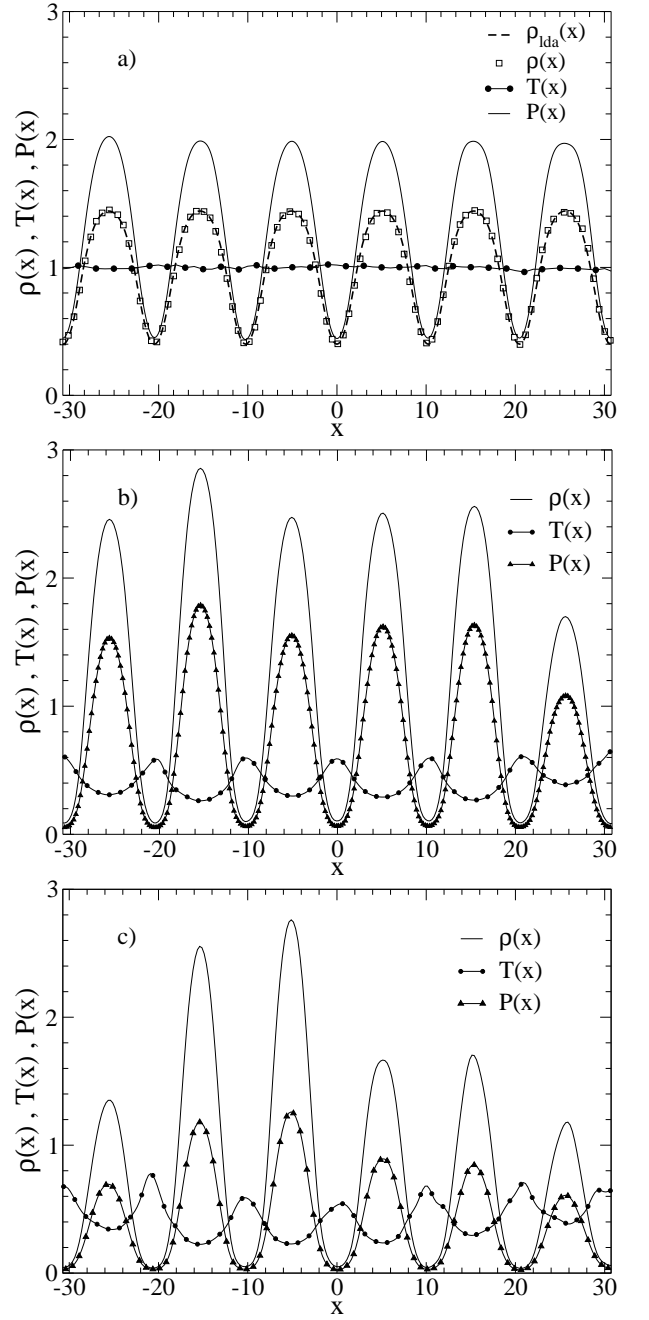 3
a)
ρlda(x)
ρ(x)
T(x)
P(x)
2
1
0
ρ(x) , T(x) , P(x)
-30 -20 -10 0 10 20 30
x
3
b)
ρ(x)
T(x)
P(x)
2
1
0
ρ(x) , T(x) , P(x)
-30 -20 -10 0 10 20 30
x
3
c)
ρ(x)
T(x)
P(x)
2
1
0
ρ(x) , T(x) , P(x)
-30 -20 -10 0 10 20 30
x